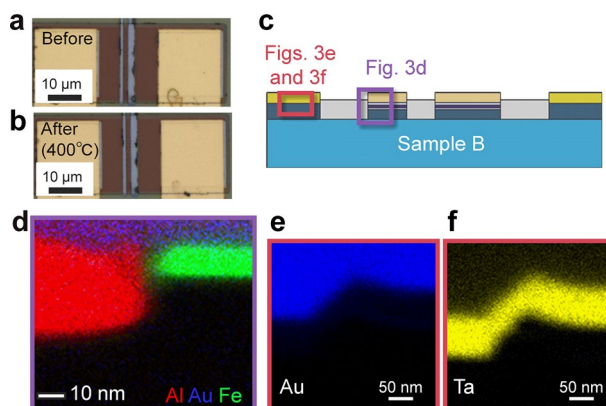 a
Before
10 μm
b
After
(400℃)
10 μm
c
Figs. 3e
and 3f
Fig. 3d
Sample B
d
10 nm
Al Au Fe
e
Au
50 nm
f
Ta
50 nm